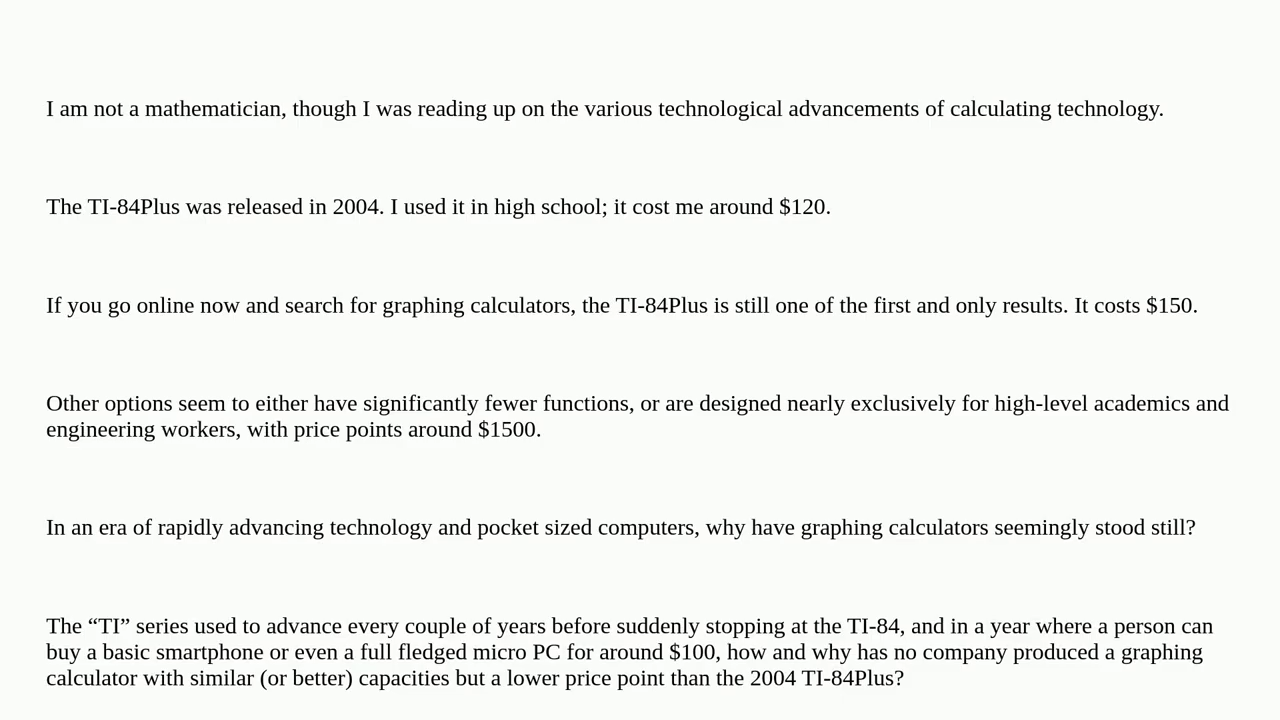 I am not a mathematician, though I was reading up on the various technological advancements of calculating technology.
The TI-84Plus was released in 2004. I used it in high school; it cost me around $120.
If you go online now and search for graphing calculators, the TI-84Plus is still one of the first and only results. It costs $150.
Other options seem to either have significantly fewer functions, or are designed nearly exclusively for high-level academics and
engineering workers, with price points around $1500.
In an era of rapidly advancing technology and pocket sized computers, why have graphing calculators seemingly stood still?
The “TI” series used to advance every couple of years before suddenly stopping at the TI-84, and in a year where a person can
buy a basic smartphone or even a full fledged micro PC for around $100, how and why has no company produced a graphing
calculator with similar (or better) capacities but a lower price point than the 2004 TI-84Plus?